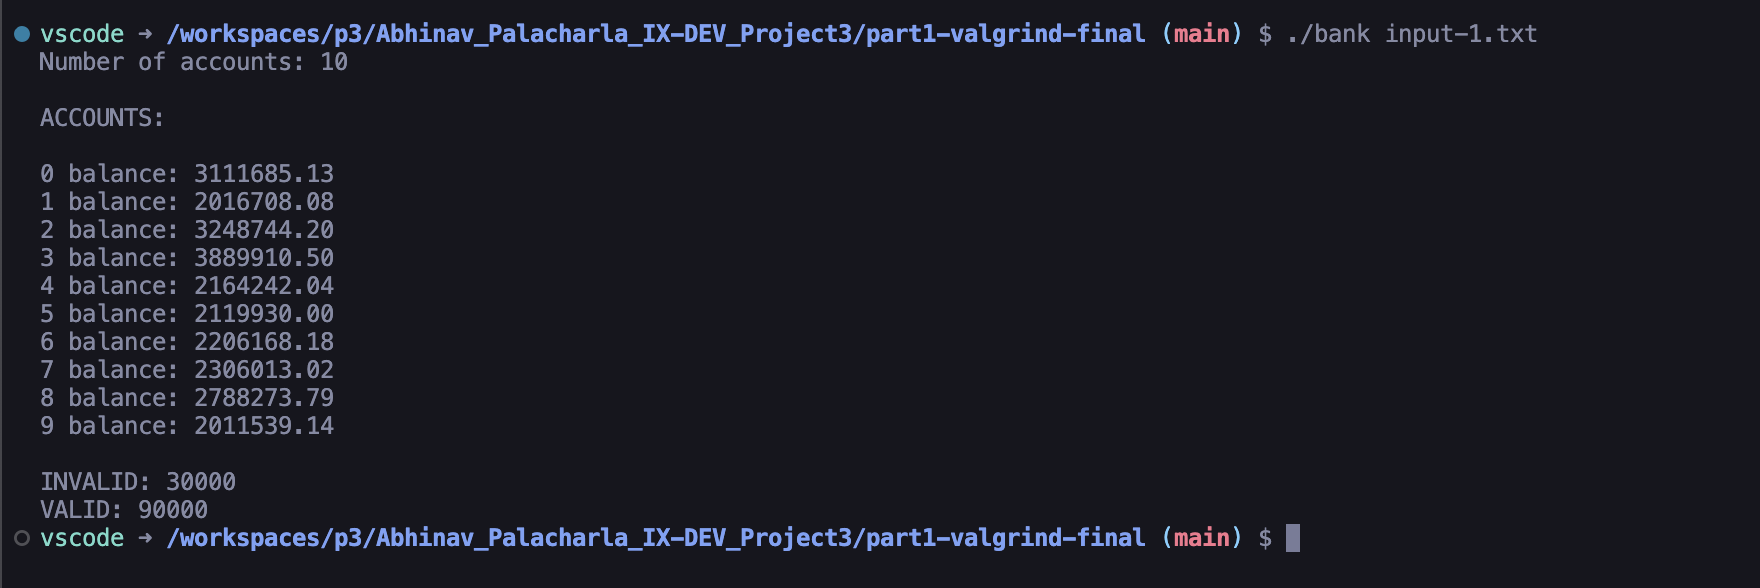 vscode → /workspaces/p3/Abhinav_Palacharla_IX-DEV_Project3/part1-valgrind-final (main) $ ./bank input-1.txt
Number of accounts: 10
ACCOUNTS:
0 balance: 3111685.13
1 balance: 2016708.08
2 balance: 3248744.20
3 balance: 3889910.50
4 balance: 2164242.04
5 balance: 2119930.00
6 balance: 2206168.18
7 balance: 2306013.02
8 balance: 2788273.79
9 balance: 2011539.14
INVALID: 30000
VALID: 90000
vscode → /workspaces/p3/Abhinav_Palacharla_IX-DEV_Project3/part1-valgrind-final (main) $